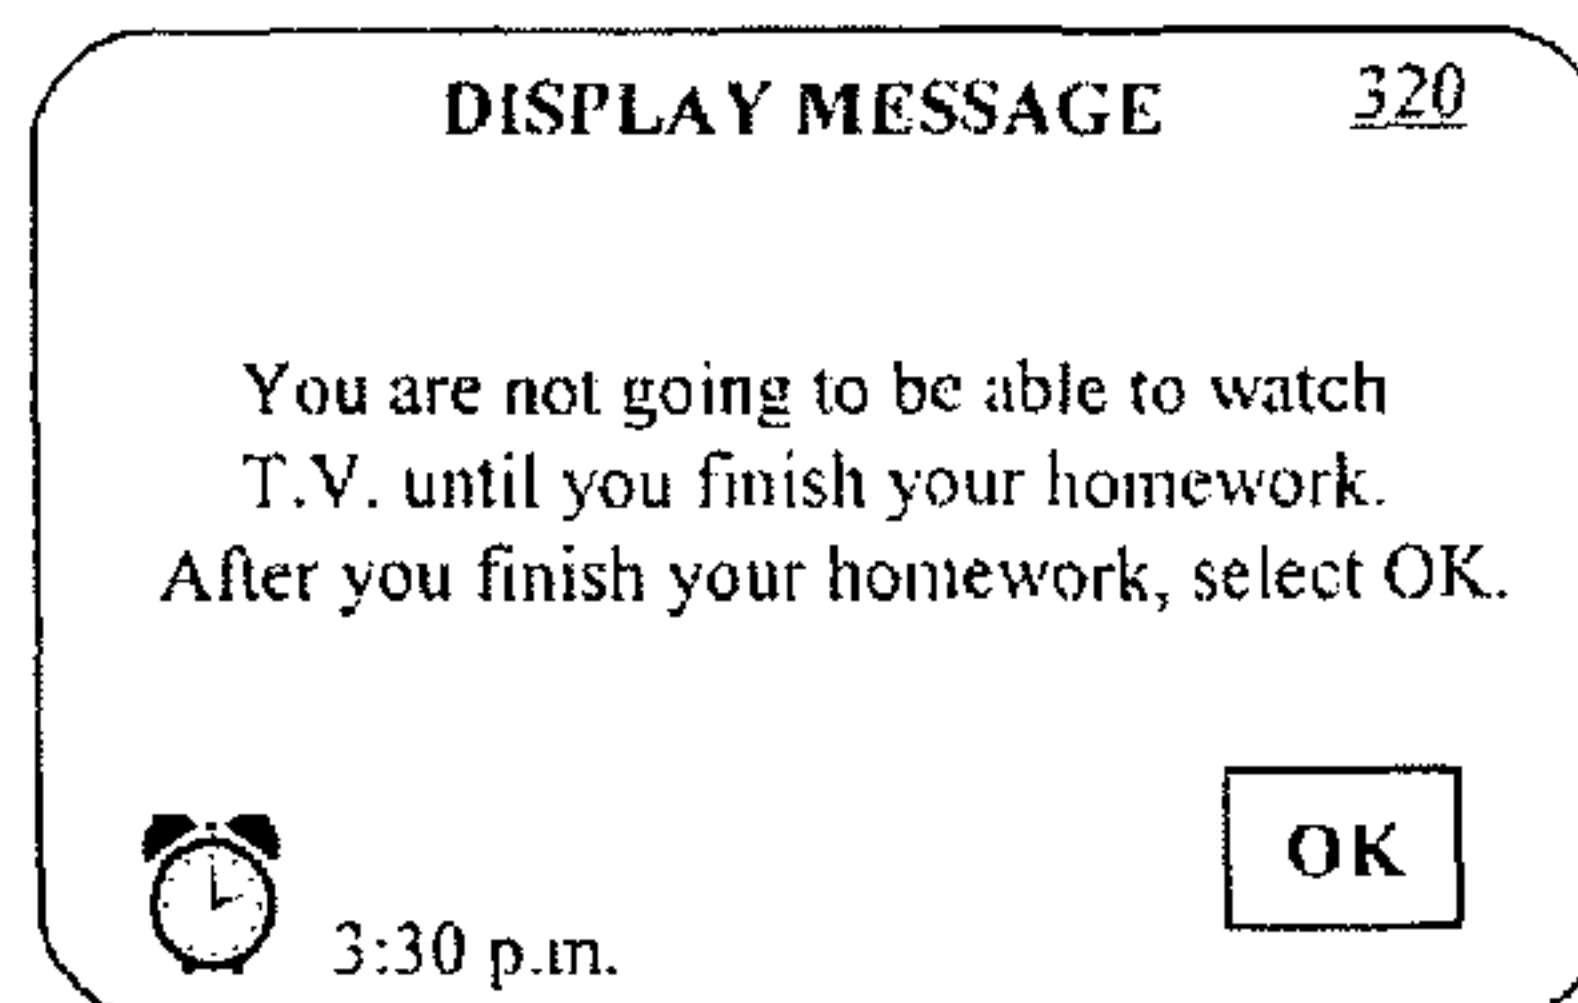 DISPLAY MESSAGE 320
You are not going to be able to watch
T.V. until you finish your homework.
After you finish your homework, select OK.
OK
3:30 p.m.